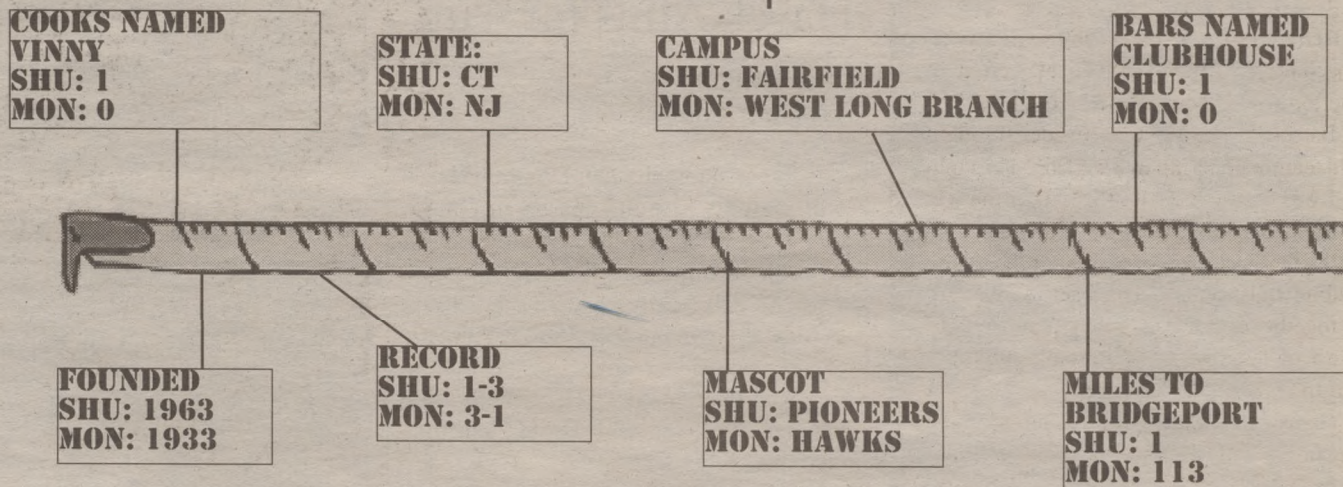 COOKS NAMED
VINNY
SHU: 1
MON: 0
STATE:
SHU: CT
MON: NJ
CAMPUS
SHU: FAIRFIELD
MON: WEST LONG BRANCH
BARS NAMED
CLUBHOUSE
SHU: 1
MON: 0
FOUNDED
SHU: 1963
MON: 1933
RECORD
SHU: 1-3
MON: 3-1
MASCOT
SHU: PIONEERS
MON: HAWKS
MILES TO
BRIDGEPORT
SHU: 1
MON: 113